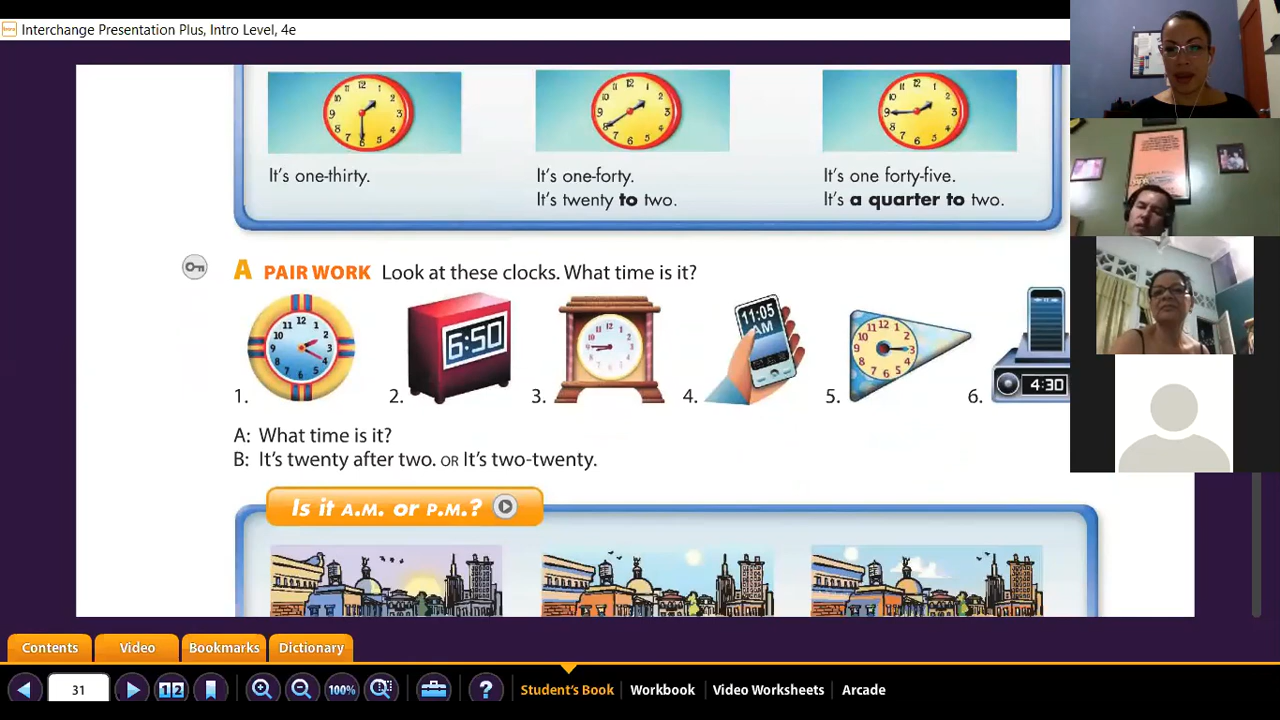 Interchange Presentation Plus, Intro Level, 4e
It's one-thirty.
It's one-forty.
It's twenty to two.
It's one forty-five.
It's a quarter to two.
A PAIR WORK Look at these clocks. What time is it?
6:50
11:05
AM
4:30
1.
2.
3.
4.
5.
6.
A: What time is it?
B: It's twenty after two. OR It's two-twenty.
Is it A.M. or P.M.?
Contents
Video
Bookmarks
Dictionary
31
1 2
100%
?
Student's Book
Workbook
Video Worksheets
Arcade